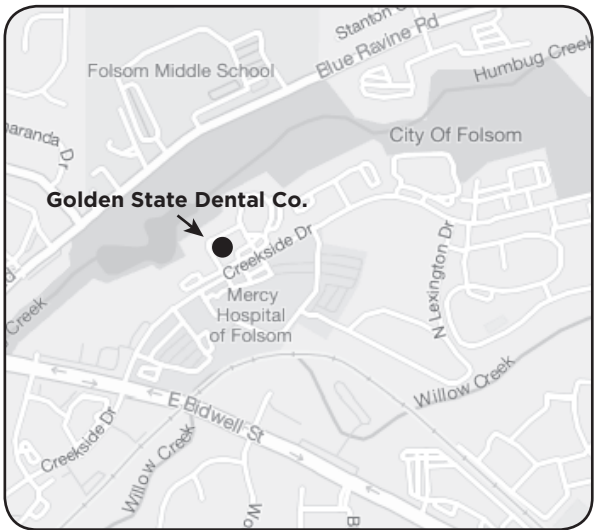 Stanton
Blue Ravine Rd
Folsom Middle School
Humbug Creek
City Of Folsom
Golden State Dental Co.
Creekside Dr
N Lexington Dr
Mercy
Hospital
of Folsom
Creek
Willow Creek
E Bidwell St
Creekside Dr
Willow Creek